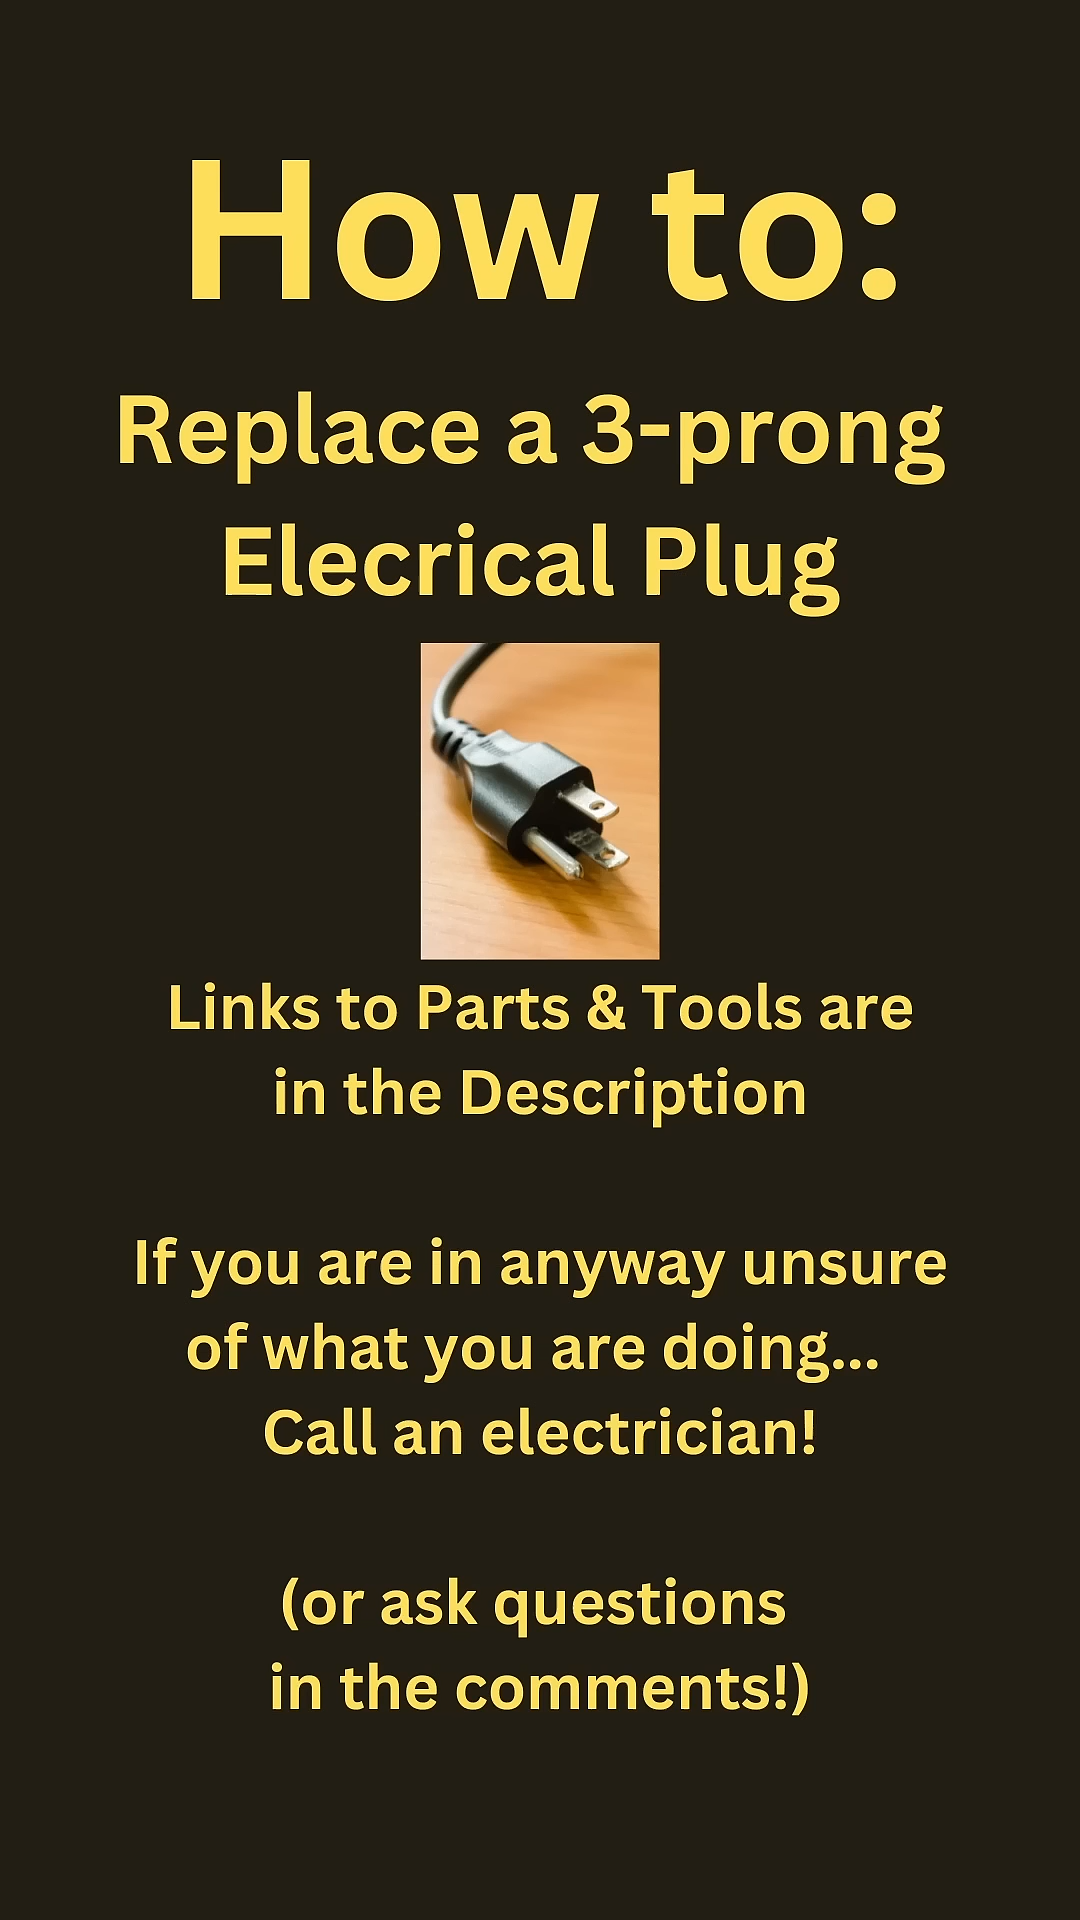 How to:
Replace a 3-prong
Elecrical Plug
Links to Parts & Tools are
in the Description
If you are in anyway unsure
of what you are doing...
Call an electrician!
(or ask questions
in the comments!)